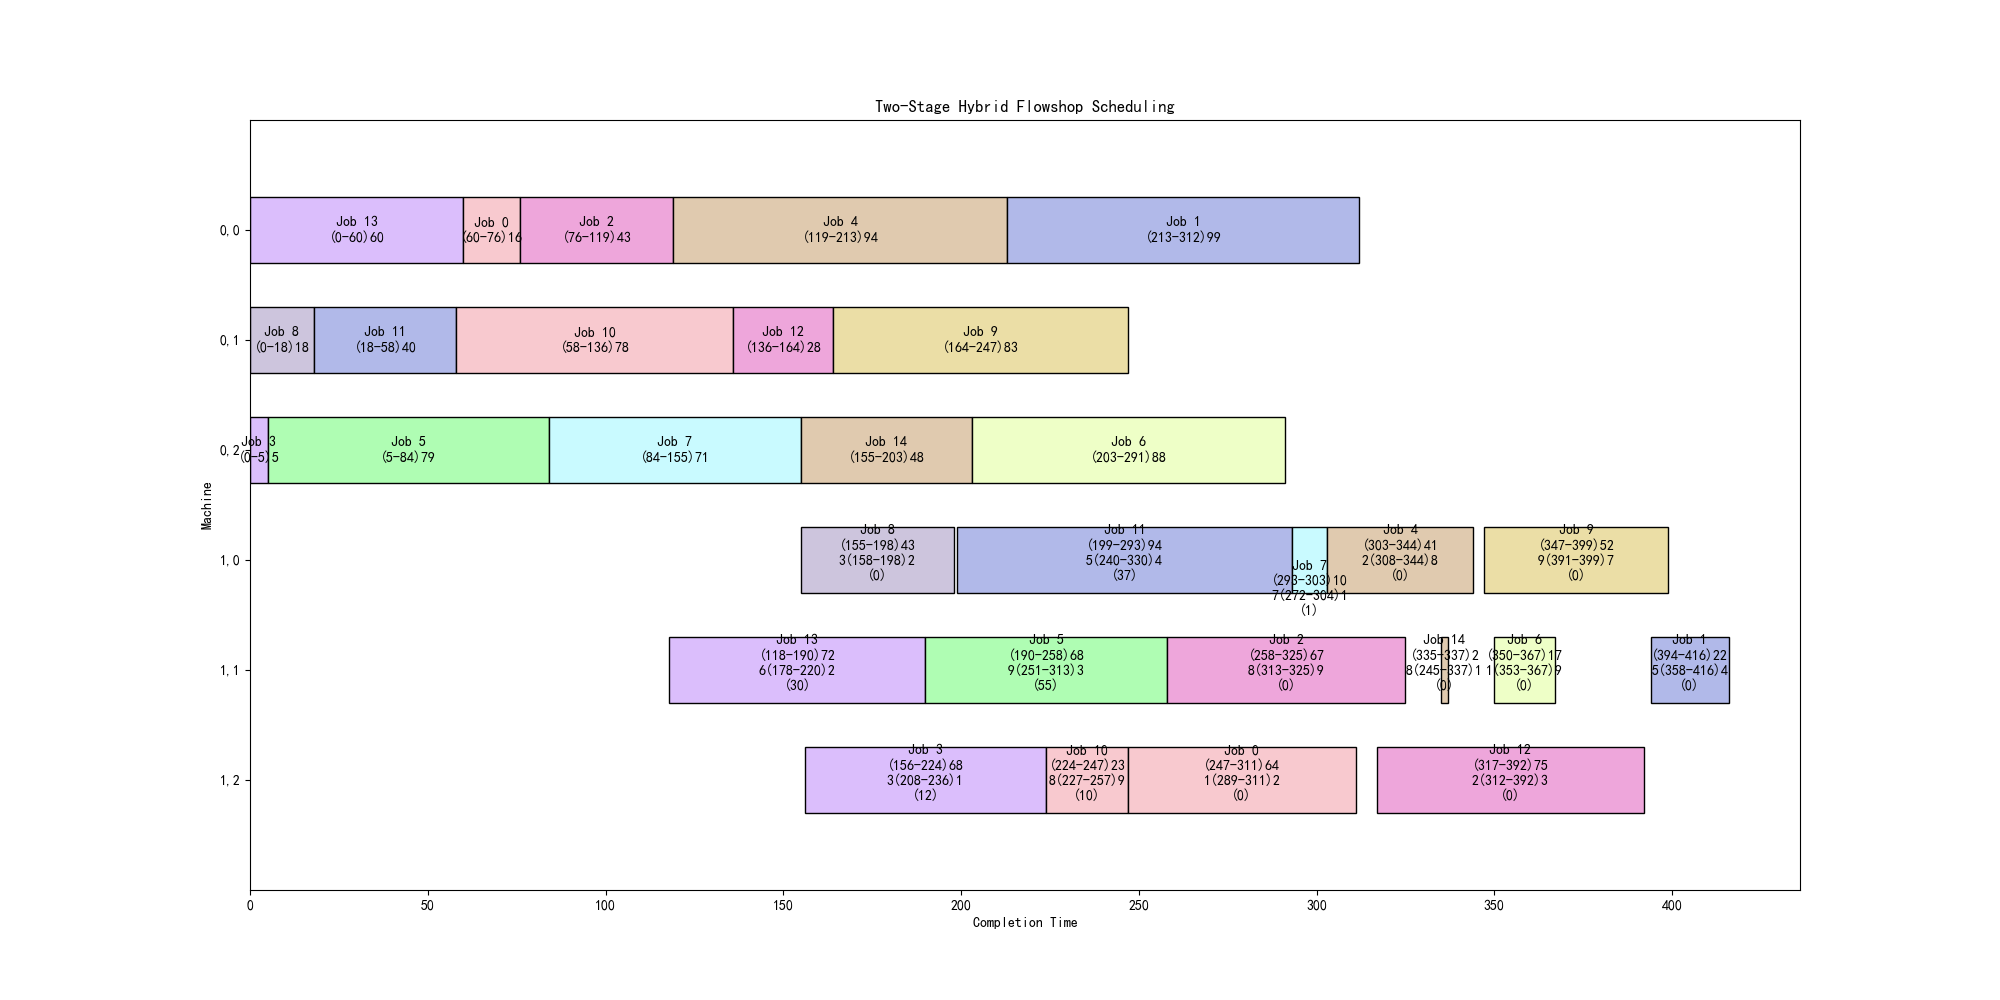 Two-Stage Hybrid Flowshop Scheduling
0,0
Job 13
(0-60)60
Job 0
(60-76)16
Job 2
(76-119)43
Job 4
(119-213)94
Job 1
(213-312)99
0,1
Job 8
(0-18)18
Job 11
(18-58)40
Job 10
(58-136)78
Job 12
(136-164)28
Job 9
(164-247)83
0,2
Job 3
(0-5)5
Job 5
(5-84)79
Job 7
(84-155)71
Job 14
(155-203)48
Job 6
(203-291)88
Machine
1,0
Job 8
(155-198)43
3(158-198)2
(0)
Job 11
(199-293)94
5(240-330)4
(37)
Job 7
(293-303)10
7(272-304)1
(1)
Job 4
(303-344)41
2(308-344)8
(0)
Job 9
(347-399)52
9(391-399)7
(0)
1,1
Job 13
(118-190)72
6(178-220)2
(30)
Job 5
(190-258)68
9(251-313)3
(55)
Job 2
(258-325)67
8(313-325)9
(0)
Job 14
(335-337)2
8(245-337)1
(0)
Job 6
(350-367)17
1(353-367)9
(0)
Job 1
(394-416)22
5(358-416)4
(0)
1,2
Job 3
(156-224)68
3(208-236)1
(12)
Job 10
(224-247)23
8(227-257)9
(10)
Job 0
(247-311)64
1(289-311)2
(0)
Job 12
(317-392)75
2(312-392)3
(0)
0 50 100 150 200 250 300 350 400
Completion Time